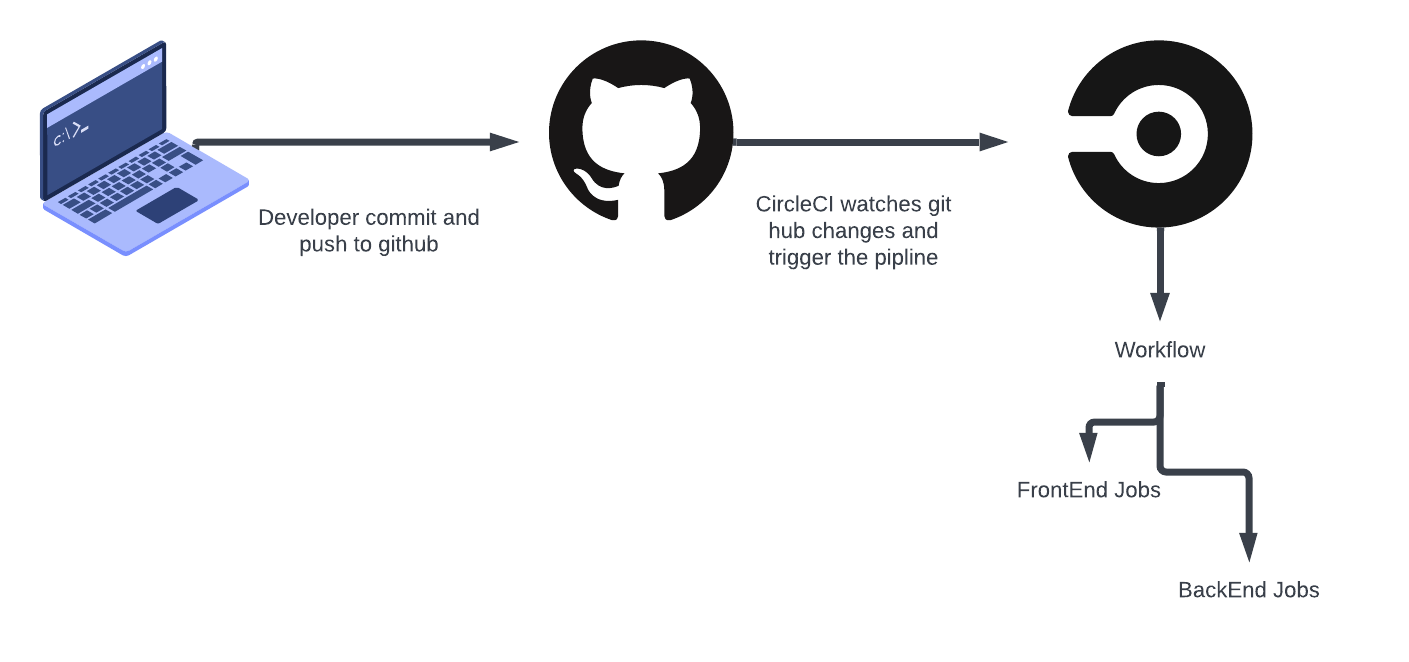 c:\>_
Developer commit and
push to github
CircleCI watches git
hub changes and
trigger the pipline
Workflow
FrontEnd Jobs
BackEnd Jobs